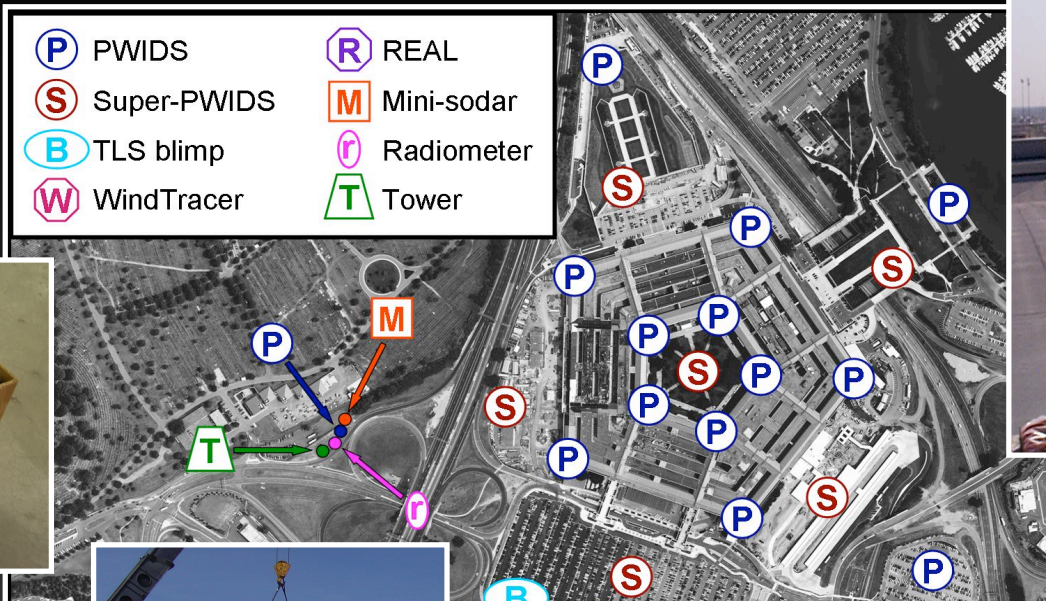 P PWIDS
S Super-PWIDS
B TLS blimp
W WindTracer
R REAL
M Mini-sodar
r Radiometer
T Tower
P
S
P
P
P
S
M
P
P
P
S
P
P
S
P
P
T
P
P
S
r
P
P
S
B